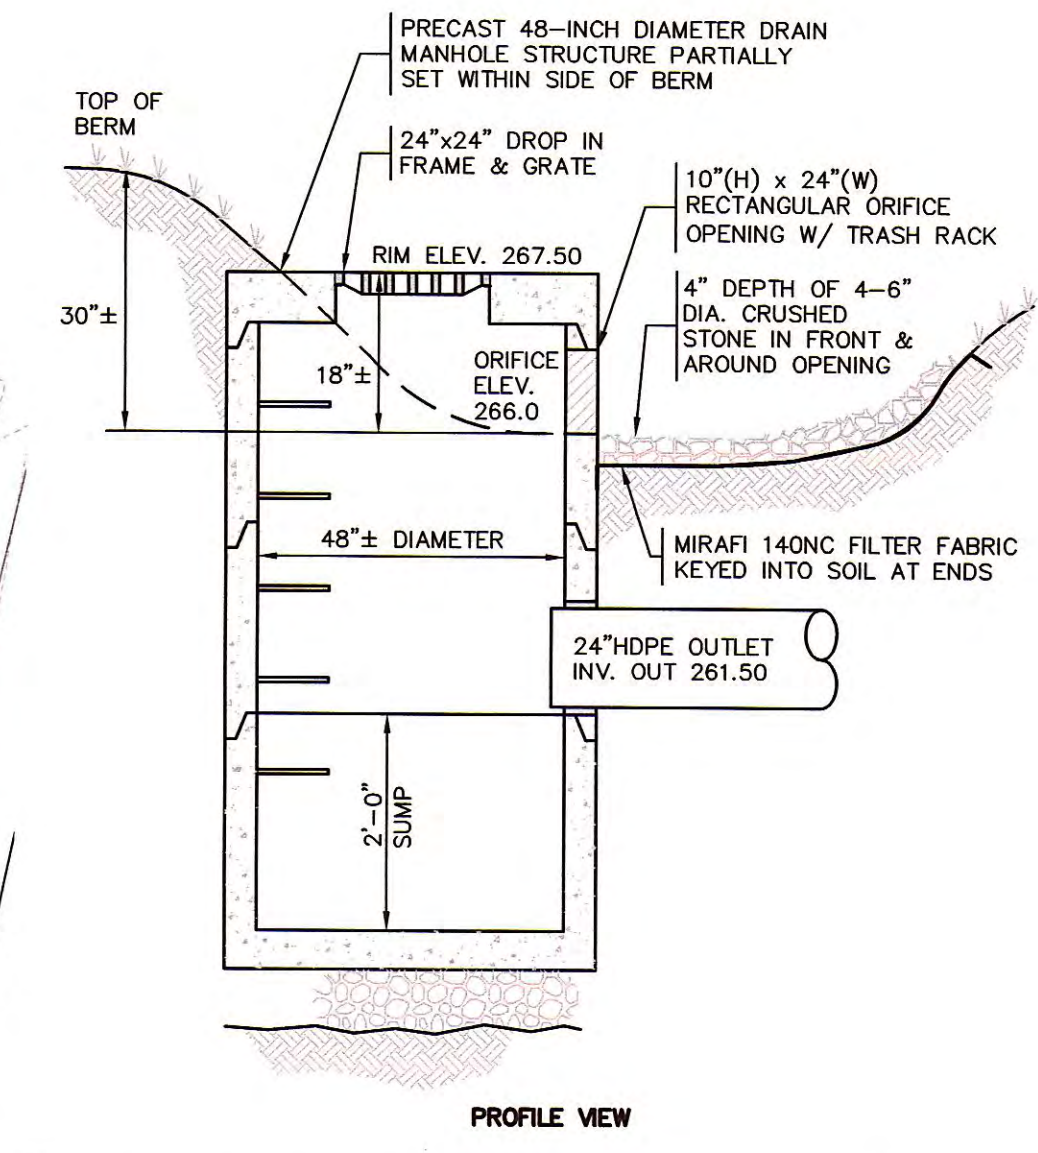 PRECAST 48-INCH DIAMETER DRAIN
MANHOLE STRUCTURE PARTIALLY
SET WITHIN SIDE OF BERM
TOP OF
BERM
24"x24" DROP IN
FRAME & GRATE
10"(H) x 24"(W)
RECTANGULAR ORIFICE
OPENING W/ TRASH RACK
RIM ELEV. 267.50
4" DEPTH OF 4-6"
DIA. CRUSHED
STONE IN FRONT &
AROUND OPENING
30"±
18"±
ORIFICE
ELEV.
266.0
48"± DIAMETER
MIRAFI 140NC FILTER FABRIC
KEYED INTO SOIL AT ENDS
24"HDPE OUTLET
INV. OUT 261.50
2'-0"
SUMP
PROFILE VIEW